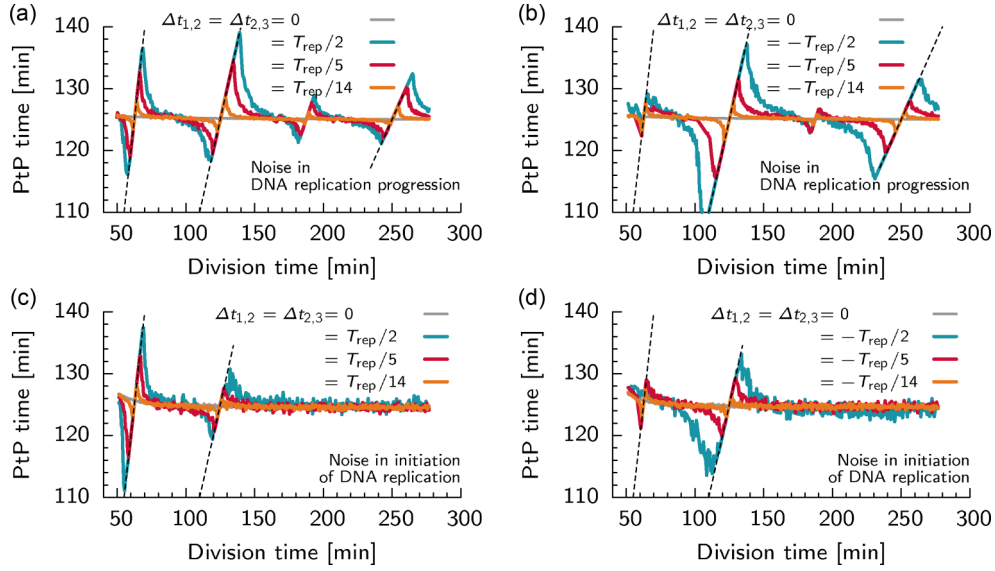 (a)
PtP time [min]
140
130
120
110
Δt1,2 = Δt2,3= 0
= Trep/2
= Trep/5
= Trep/14
Noise in
DNA replication progression
50 100 150 200 250 300
Division time [min]
(b)
PtP time [min]
140
130
120
110
Δt1,2 = Δt2,3= 0
= −Trep/2
= −Trep/5
= −Trep/14
Noise in
DNA replication progression
50 100 150 200 250 300
Division time [min]
(c)
PtP time [min]
140
130
120
110
Δt1,2 = Δt2,3= 0
= Trep/2
= Trep/5
= Trep/14
Noise in initiation
of DNA replication
50 100 150 200 250 300
Division time [min]
(d)
PtP time [min]
140
130
120
110
Δt1,2 = Δt2,3= 0
= −Trep/2
= −Trep/5
= −Trep/14
Noise in initiation
of DNA replication
50 100 150 200 250 300
Division time [min]